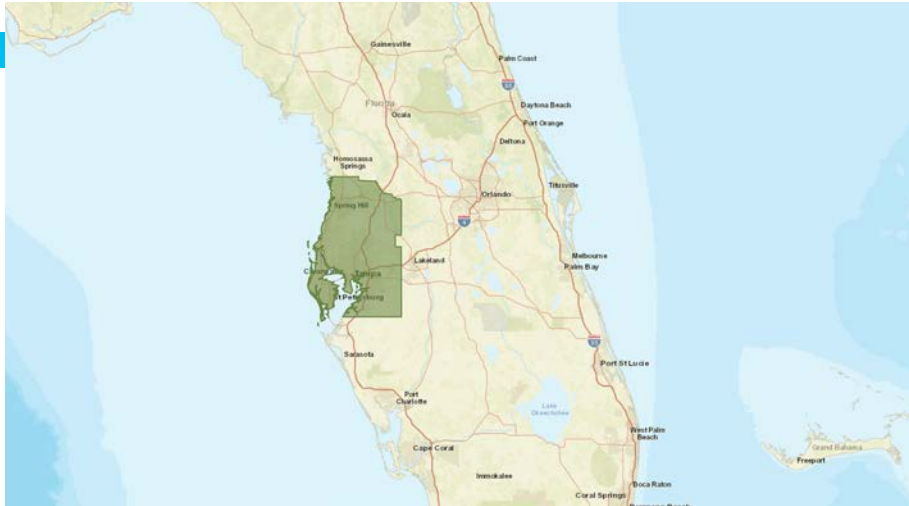 Gainesville
Palm Coast
Florida
Daytona Beach
Ocala
Port Orange
Deltona
Homosassa
Springs
Titusville
Orlando
Spring Hill
4
Melbourne
Lakeland
Palm Bay
Tampa
St Petersburg
Sarasota
Port St Lucie
Port
Charlotte
Lake
Okeechobee
West Palm
Beach
Cape Coral
Grand Bahama
Freeport
Immokalee
Boca Raton
Coral Springs